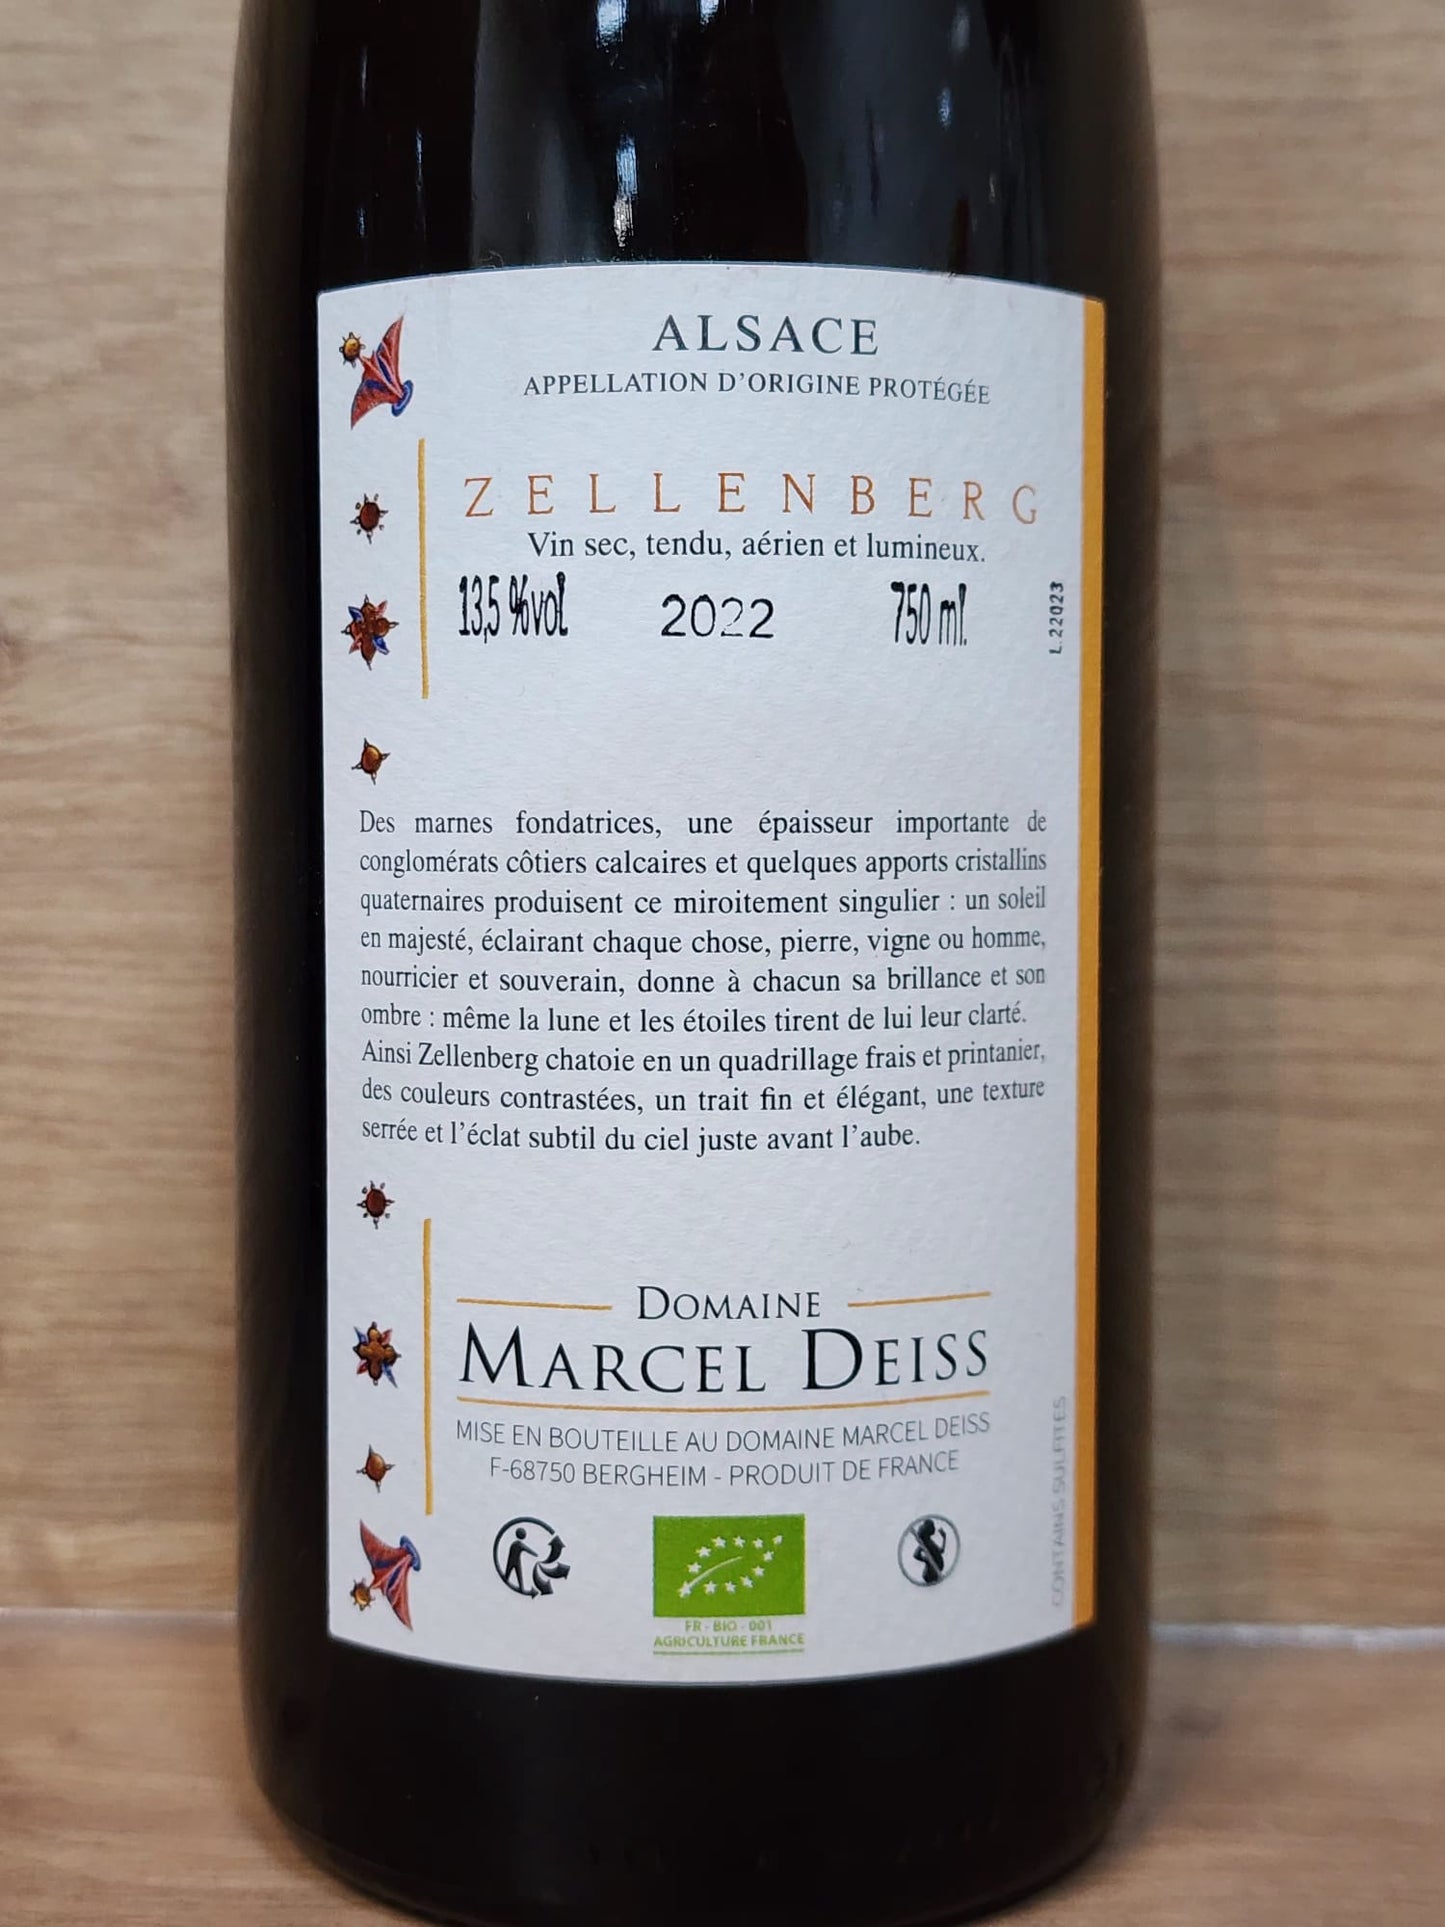 ALSACE
APPELLATION D'ORIGINE PROTÉGÉE
ZELLENBERG
Vin sec, tendu, aérien et lumineux.
13,5 %vol 2022 750 ml.
L.22023
Des marnes fondatrices, une épaisseur importante de
conglomérats côtiers calcaires et quelques apports cristallins
quaternaires produisent ce miroitement singulier : un soleil
en majesté, éclairant chaque chose, pierre, vigne ou homme,
nourricier et souverain, donne à chacun sa brillance et son
ombre : même la lune et les étoiles tirent de lui leur clarté.
Ainsi Zellenberg chatoie en un quadrillage frais et printanier,
des couleurs contrastées, un trait fin et élégant, une texture
serrée et l'éclat subtil du ciel juste avant l'aube.
DOMAINE
MARCEL DEISS
MISE EN BOUTEILLE AU DOMAINE MARCEL DEISS
F-68750 BERGHEIM - PRODUIT DE FRANCE
CONTAINS SULFITES
FR - BIO - 001
AGRICULTURE FRANCE